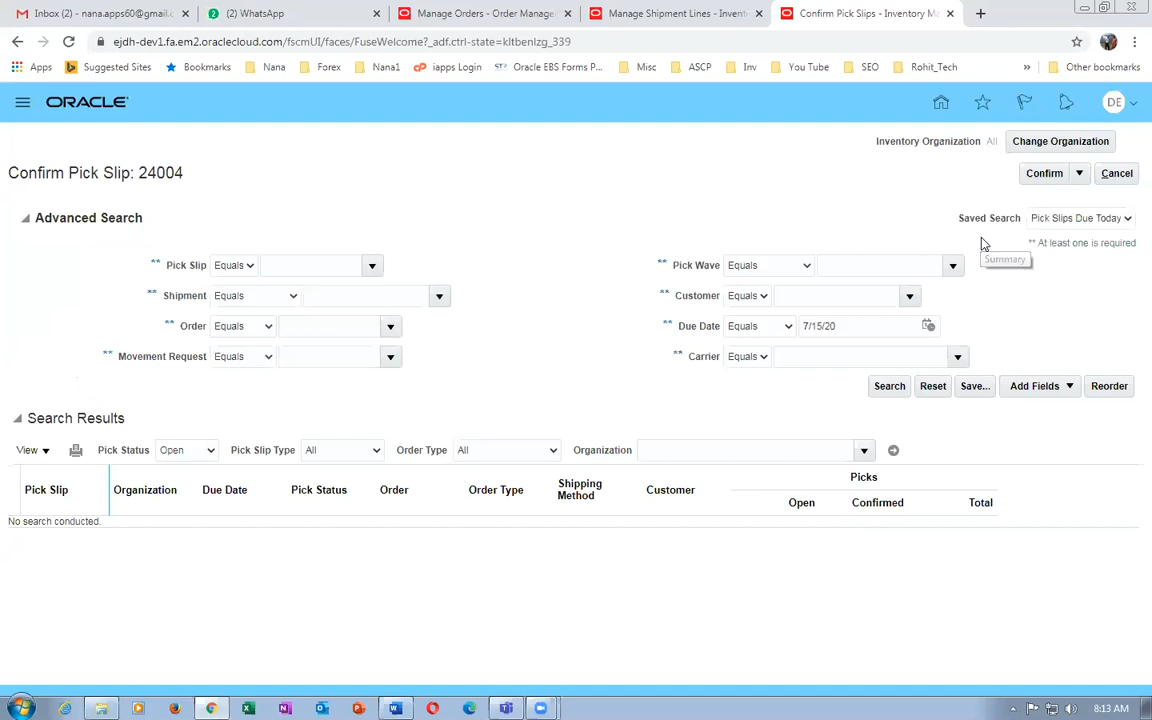 Inbox (2) - nana.apps60@gmail.c
(2) WhatsApp
Manage Orders - Order Manage
Manage Shipment Lines - Invent
Confirm Pick Slips - Inventory M
ejdh-dev1.fa.em2.oraclecloud.com/fscmUI/faces/FuseWelcome?_adf.ctrl-state=kltbenlzg_339
Apps Suggested Sites Bookmarks Nana Forex Nana1 iapps Login Oracle EBS Forms P... Misc ASCP Inv You Tube SEO Rohit_Tech » Other bookmarks
ORACLE DE
Inventory Organization All Change Organization
Confirm Pick Slip: 24004 Confirm Cancel
Advanced Search Saved Search Pick Slips Due Today
** At least one is required
Summary
** Pick Slip Equals ** Pick Wave Equals
** Shipment Equals ** Customer Equals
** Order Equals ** Due Date Equals 7/15/20
** Movement Request Equals ** Carrier Equals
Search Reset Save... Add Fields Reorder
Search Results
View Pick Status Open Pick Slip Type All Order Type All Organization
Pick Slip Organization Due Date Pick Status Order Order Type Shipping Method Customer Picks
Open Confirmed Total
No search conducted.
8:13 AM